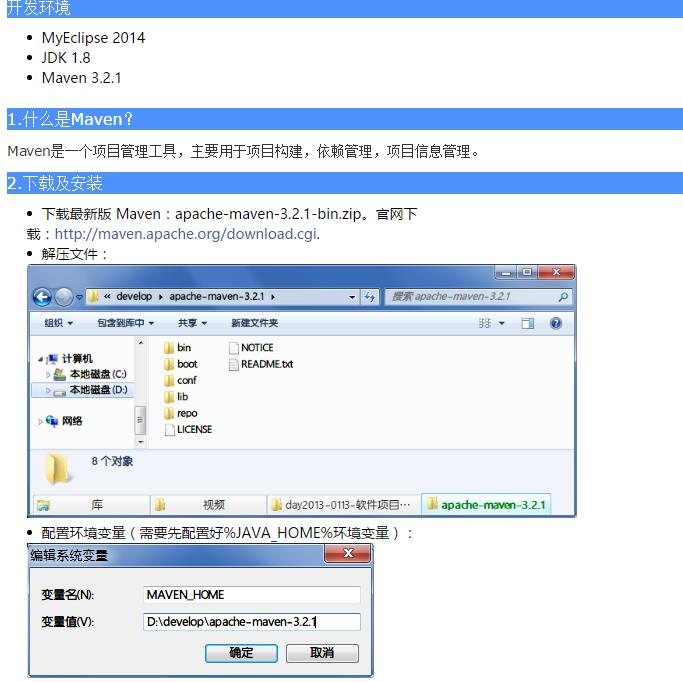 开发环境
MyEclipse 2014
JDK 1.8
Maven 3.2.1
1.什么是Maven？
Maven是一个项目管理工具，主要用于项目构建，依赖管理，项目信息管理。
2.下载及安装
下载最新版 Maven：apache-maven-3.2.1-bin.zip。官网下
载：http://maven.apache.org/download.cgi.
解压文件：
« develop ▸ apache-maven-3.2.1 ▸
搜索 apache-maven-3.2.1
组织 包含到库中 共享 新建文件夹
计算机
本地磁盘 (C:)
本地磁盘 (D:)
网络
bin
boot
conf
lib
repo
LICENSE
NOTICE
README.txt
8 个对象
库 视频 day2013-0113-软件项目… apache-maven-3.2.1
配置环境变量（需要先配置好%JAVA_HOME%环境变量）：
编辑系统变量
变量名(N): MAVEN_HOME
变量值(V): D:\develop\apache-maven-3.2.1
确定 取消